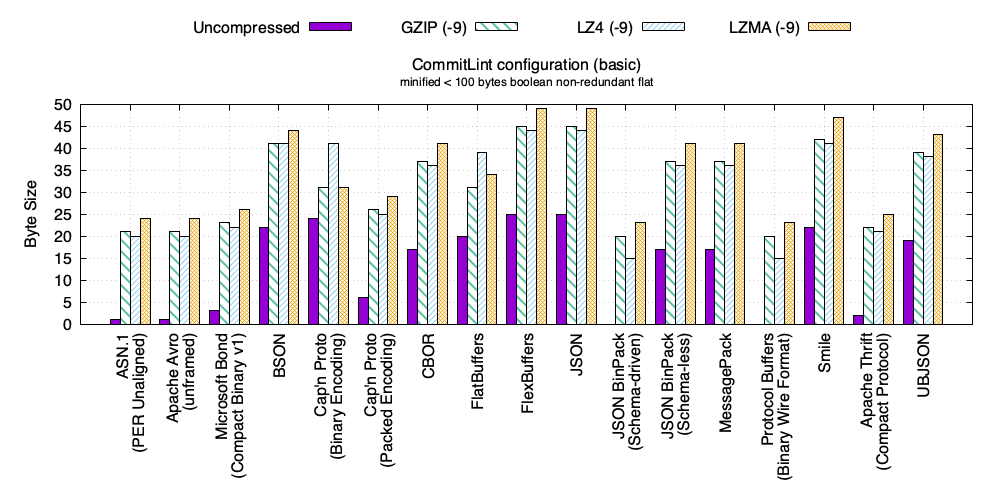 Uncompressed GZIP (-9) LZ4 (-9) LZMA (-9)
CommitLint configuration (basic)
minified < 100 bytes boolean non-redundant flat
Byte Size
50
45
40
35
30
25
20
15
10
5
0
ASN.1
(PER Unaligned)
Apache Avro
(unframed)
Microsoft Bond
(Compact Binary v1)
BSON
Cap'n Proto
(Binary Encoding)
Cap'n Proto
(Packed Encoding)
CBOR
FlatBuffers
FlexBuffers
JSON
JSON BinPack
(Schema-driven)
JSON BinPack
(Schema-less)
MessagePack
Protocol Buffers
(Binary Wire Format)
Smile
Apache Thrift
(Compact Protocol)
UBJSON